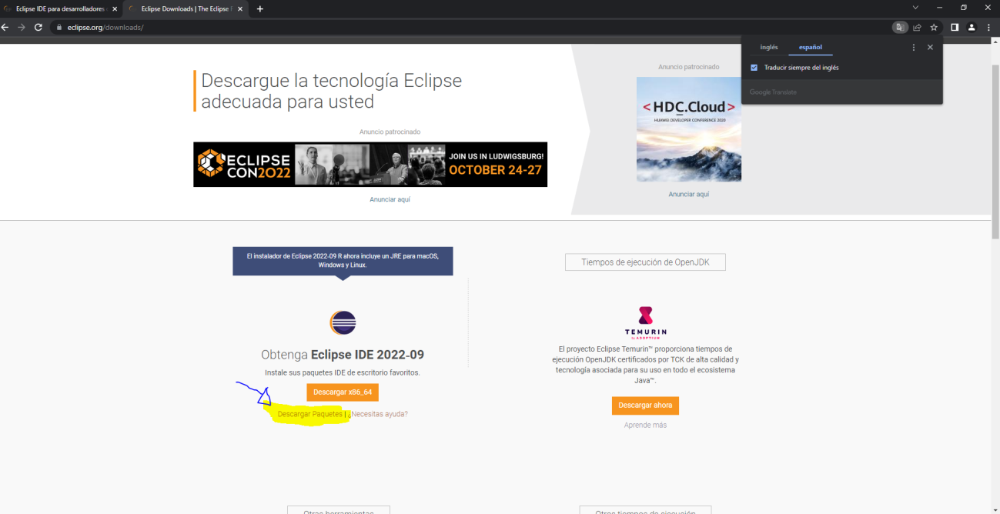 Eclipse IDE para desarrolladores
Eclipse Downloads | The Eclipse F
eclipse.org/downloads/
inglés
español
Traducir siempre del inglés
Google Translate
Descargue la tecnología Eclipse
adecuada para usted
Anuncio patrocinado
ECLIPSE
CON2022
JOIN US IN LUDWIGSBURG!
OCTOBER 24-27
Anunciar aquí
Anuncio patrocinado
<HDC.Cloud>
HUAWEI DEVELOPER CONFERENCE 2020
Anunciar aquí
El instalador de Eclipse 2022-09 R ahora incluye un JRE para macOS,
Windows y Linux.
Obtenga Eclipse IDE 2022-09
Instale sus paquetes IDE de escritorio favoritos.
Descargar x86_64
Descargar Paquetes | ¿Necesitas ayuda?
Tiempos de ejecución de OpenJDK
TEMURIN
by ADOPTIUM
El proyecto Eclipse Temurin™ proporciona tiempos de
ejecución OpenJDK certificados por TCK de alta calidad y
tecnología asociada para su uso en todo el ecosistema
Java™.
Descargar ahora
Aprende más
Otras herramientas
Otros tiempos de ejecución